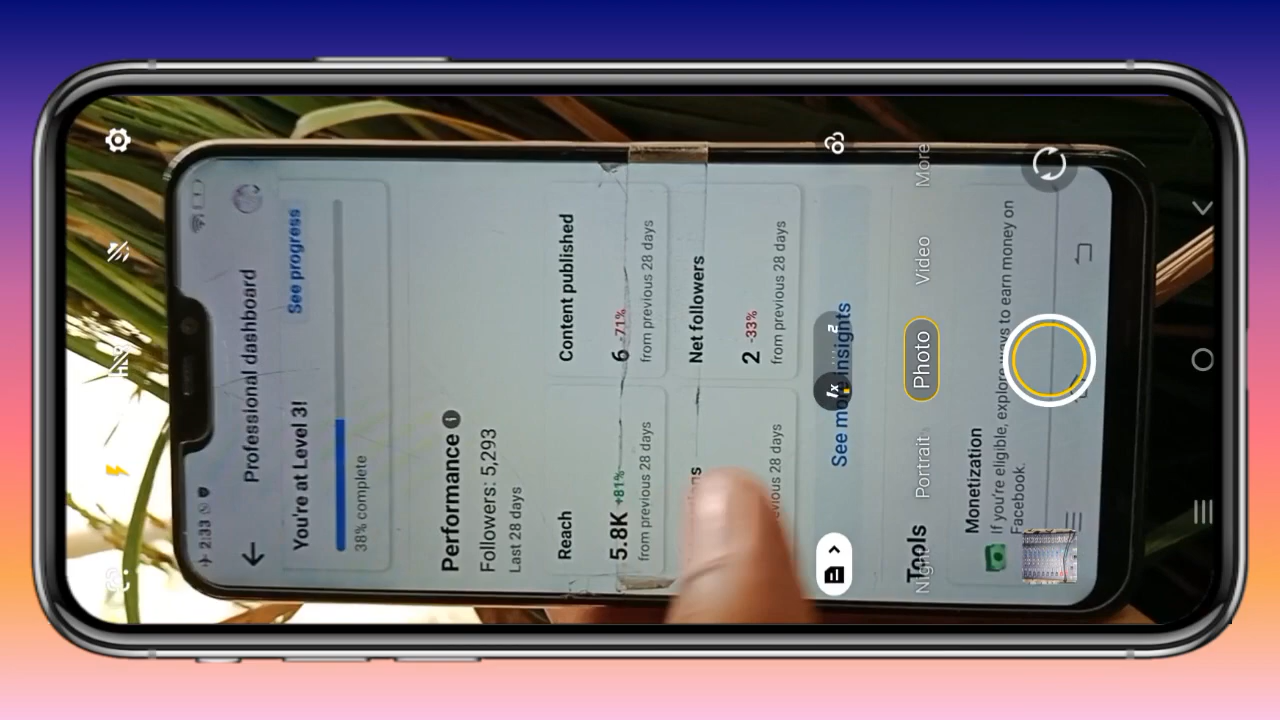 2:33
Professional dashboard
You're at Level 3!
See progress
38% complete
Performance
Followers: 5,293
Last 28 days
Reach
5.8K +81%
from previous 28 days
Content published
6 -71%
from previous 28 days
28 days
Net followers
2 -33%
from previous 28 days
See more insights
1x
2
Tools
Monetization
If you're eligible, explore ways to earn money on
Facebook.
Night
Portrait
Photo
Video
More